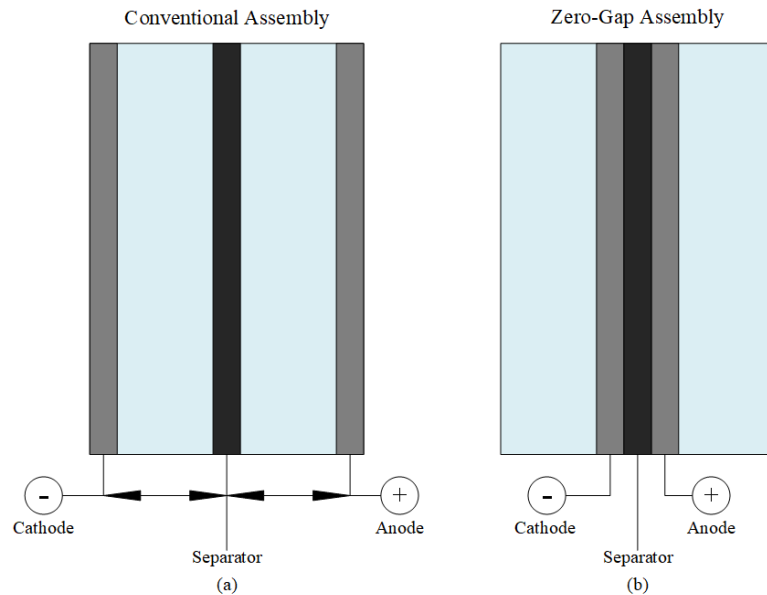 Conventional Assembly
Zero-Gap Assembly
-
+
-
+
Cathode
Anode
Cathode
Anode
Separator
Separator
(a)
(b)